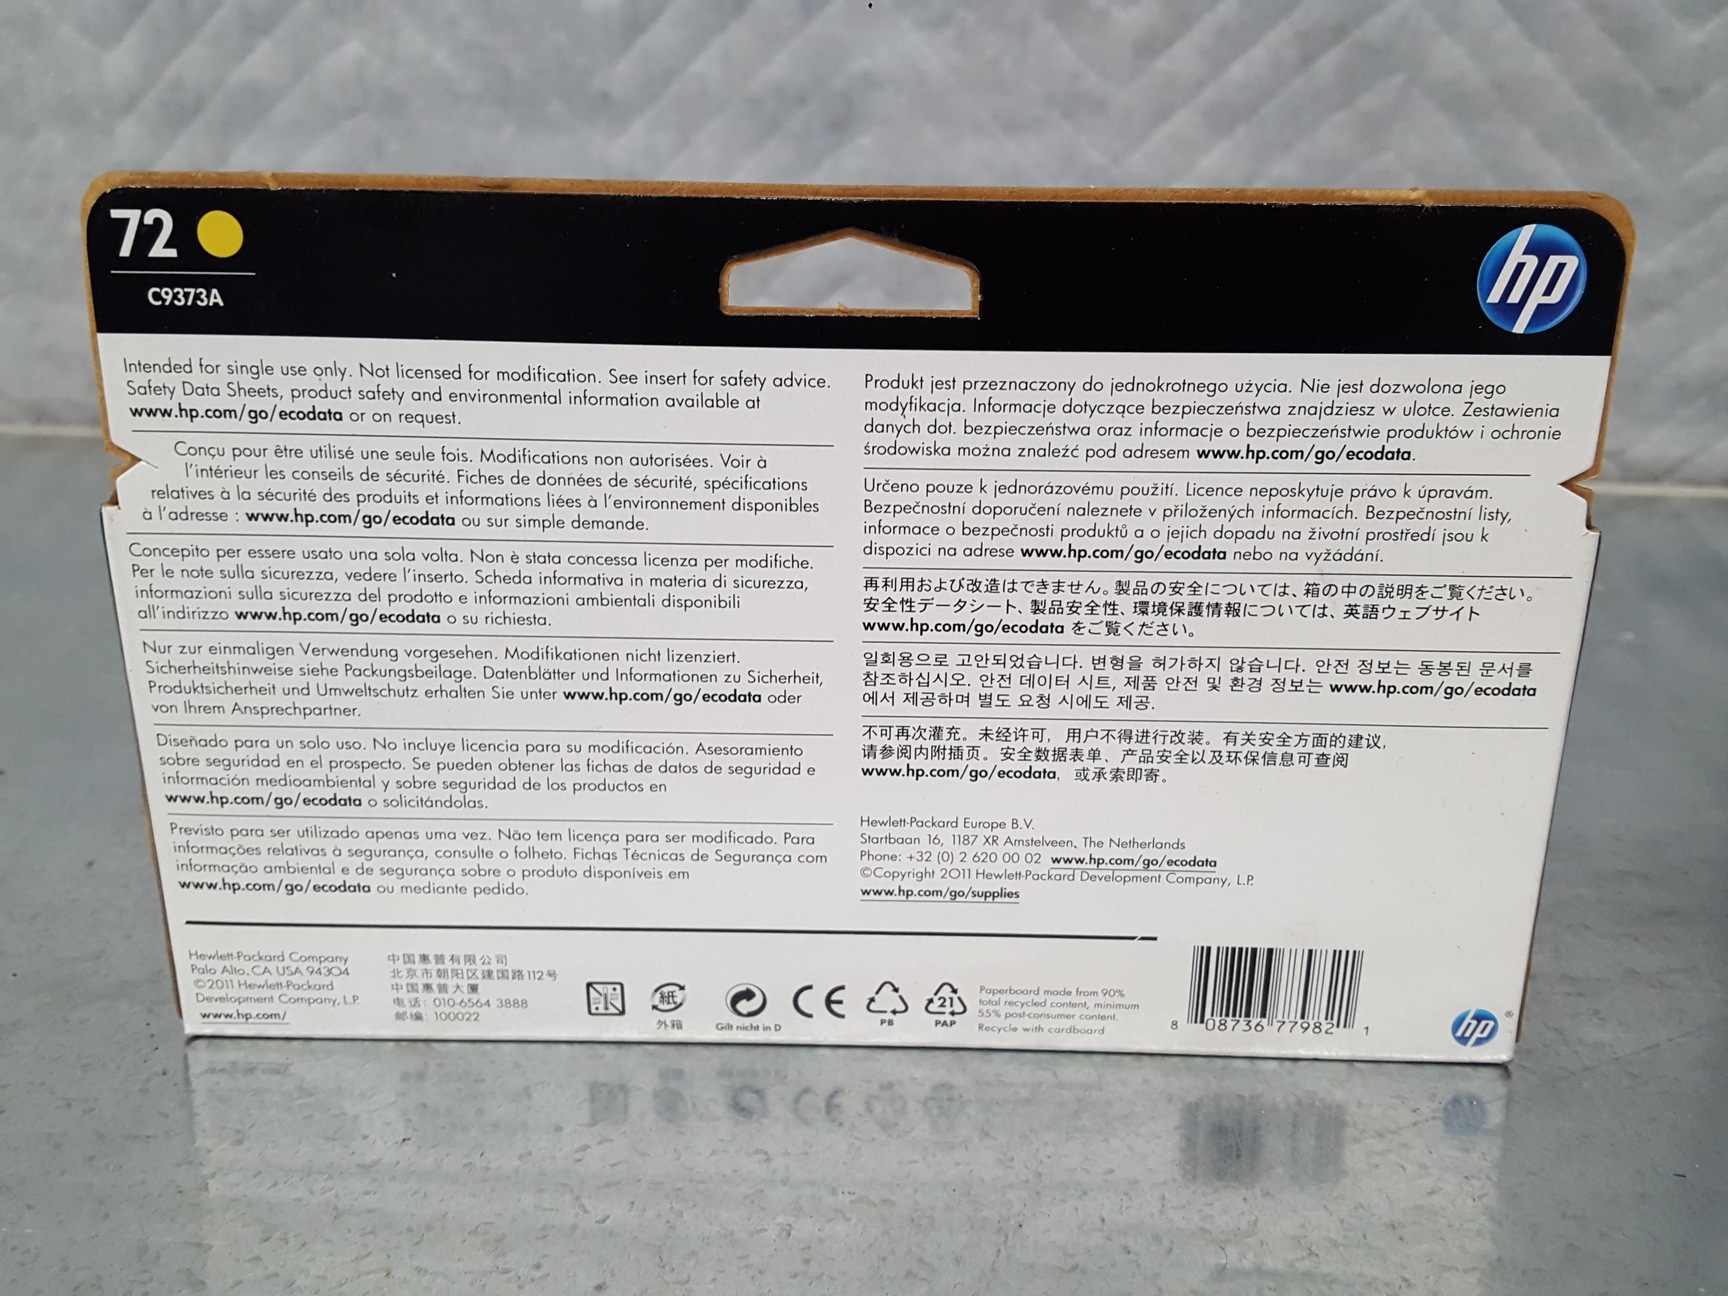 72
C9373A
hp
Intended for single use only. Not licensed for modification. See insert for safety advice.
Safety Data Sheets, product safety and environmental information available at
www.hp.com/go/ecodata or on request.
Conçu pour être utilisé une seule fois. Modifications non autorisées. Voir à
l'intérieur les conseils de sécurité. Fiches de données de sécurité, spécifications
relatives à la sécurité des produits et informations liées à l'environnement disponibles
à l'adresse : www.hp.com/go/ecodata ou sur simple demande.
Concepito per essere usato una sola volta. Non è stata concessa licenza per modifiche.
Per le note sulla sicurezza, vedere l'inserto. Scheda informativa in materia di sicurezza,
informazioni sulla sicurezza del prodotto e informazioni ambientali disponibili
all'indirizzo www.hp.com/go/ecodata o su richiesta.
Nur zur einmaligen Verwendung vorgesehen. Modifikationen nicht lizenziert.
Sicherheitshinweise siehe Packungsbeilage. Datenblätter und Informationen zu Sicherheit,
Produktsicherheit und Umweltschutz erhalten Sie unter www.hp.com/go/ecodata oder
von Ihrem Ansprechpartner.
Diseñado para un solo uso. No incluye licencia para su modificación. Asesoramiento
sobre seguridad en el prospecto. Se pueden obtener las fichas de datos de seguridad e
información medioambiental y sobre seguridad de los productos en
www.hp.com/go/ecodata o solicitándolas.
Previsto para ser utilizado apenas uma vez. Não tem licença para ser modificado. Para
informações relativas à segurança, consulte o folheto. Fichas Técnicas de Segurança com
informação ambiental e de segurança sobre o produto disponíveis em
www.hp.com/go/ecodata ou mediante pedido.
Produkt jest przeznaczony do jednokrotnego użycia. Nie jest dozwolona jego
modyfikacja. Informacje dotyczące bezpieczeństwa znajdziesz w ulotce. Zestawienia
danych dot. bezpieczeństwa oraz informacje o bezpieczeństwie produktów i ochronie
środowiska można znaleźć pod adresem www.hp.com/go/ecodata.
Určeno pouze k jednorázovému použití. Licence neposkytuje právo k úpravám.
Bezpečnostní doporučení naleznete v přiložených informacích. Bezpečnostní listy,
informace o bezpečnosti produktů a o jejich dopadu na životní prostředí jsou k
dispozici na adrese www.hp.com/go/ecodata nebo na vyžádání.
再利用および改造はできません。製品の安全については、箱の中の説明をご覧ください。
安全性データシート、製品安全性、環境保護情報については、英語ウェブサイト
www.hp.com/go/ecodata をご覧ください。
일회용으로 고안되었습니다. 변형을 허가하지 않습니다. 안전 정보는 동봉된 문서를
참조하십시오. 안전 데이터 시트, 제품 안전 및 환경 정보는 www.hp.com/go/ecodata
에서 제공하며 별도 요청 시에도 제공.
不可再次灌充。未经许可，用户不得进行改装。有关安全方面的建议，
请参阅内附插页。安全数据表单、产品安全以及环保信息可查阅
www.hp.com/go/ecodata，或承索即寄。
Hewlett-Packard Europe B.V.
Startbaan 16, 1187 XR Amstelveen, The Netherlands
Phone: +32 (0) 2 620 00 02 www.hp.com/go/ecodata
©Copyright 2011 Hewlett-Packard Development Company, L.P.
www.hp.com/go/supplies
Hewlett-Packard Company
Palo Alto, CA USA 94304
©2011 Hewlett-Packard
Development Company, L.P.
www.hp.com/
中国惠普有限公司
北京市朝阳区建国路112号
中国惠普大厦
电话: 010-6564 3888
邮编: 100022
紙
外箱
Gilt nicht in D
CE
PB
21
PAP
Paperboard made from 90%
total recycled content, minimum
55% post-consumer content.
Recycle with cardboard
8 08736 77982 1
hp®